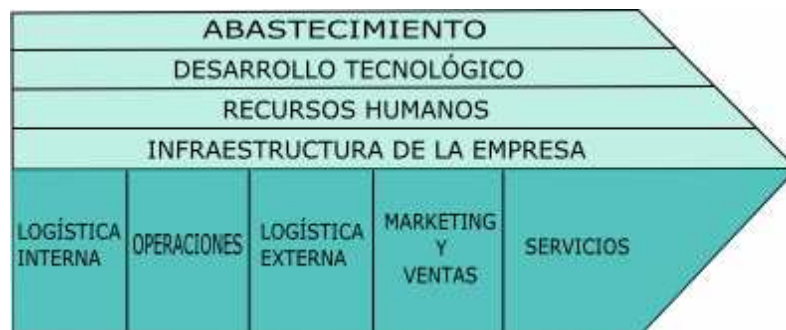 ABASTECIMIENTO
DESARROLLO TECNOLÓGICO
RECURSOS HUMANOS
INFRAESTRUCTURA DE LA EMPRESA
LOGÍSTICA
INTERNA
OPERACIONES
LOGÍSTICA
EXTERNA
MARKETING
Y
VENTAS
SERVICIOS